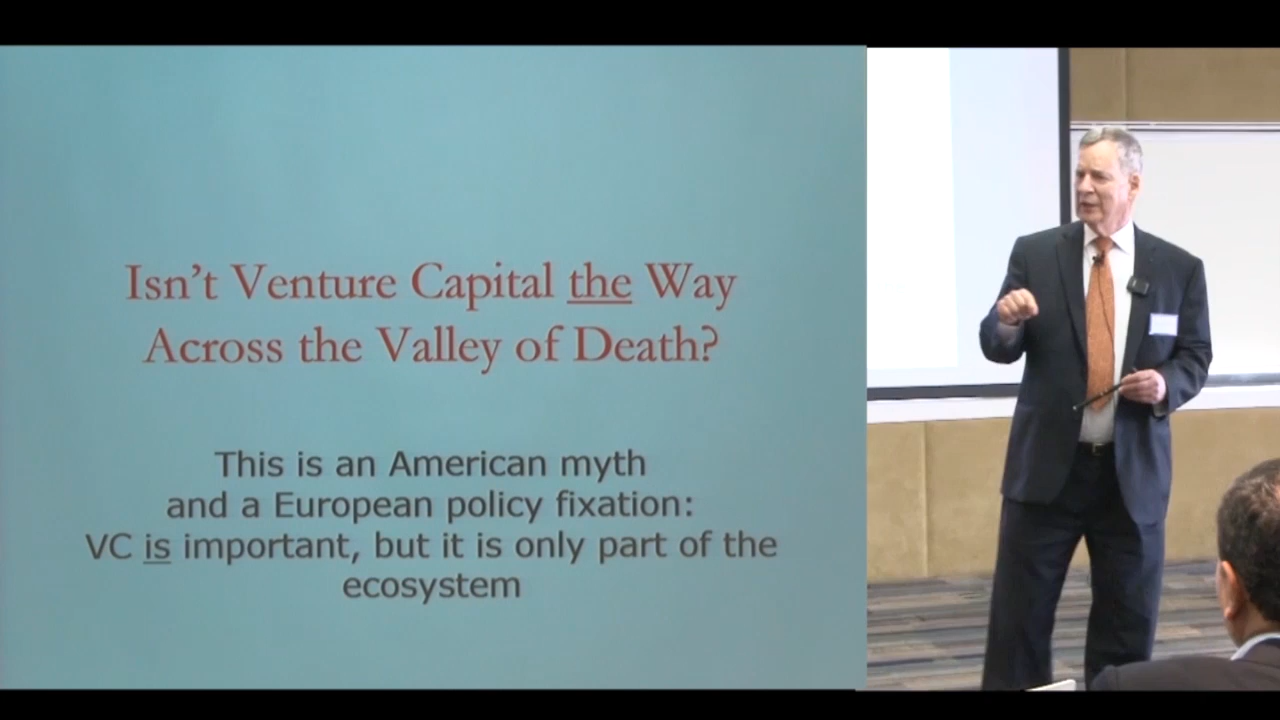 Isn't Venture Capital the Way
Across the Valley of Death?
This is an American myth
and a European policy fixation:
VC is important, but it is only part of the
ecosystem